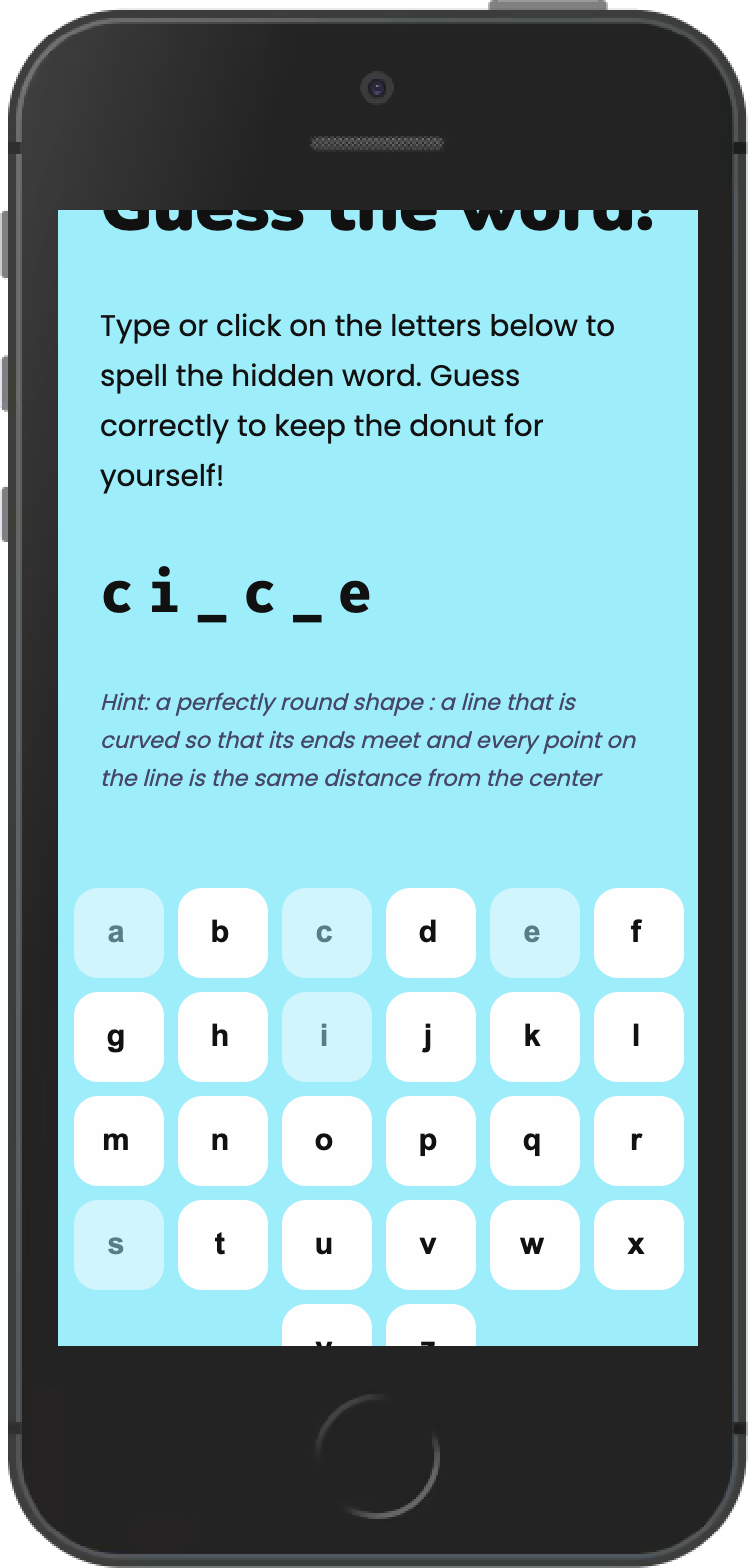 Guess the word!
Type or click on the letters below to
spell the hidden word. Guess
correctly to keep the donut for
yourself!
c i _ c _ e
Hint: a perfectly round shape : a line that is
curved so that its ends meet and every point on
the line is the same distance from the center
a b c d e f
g h i j k l
m n o p q r
s t u v w x
y z